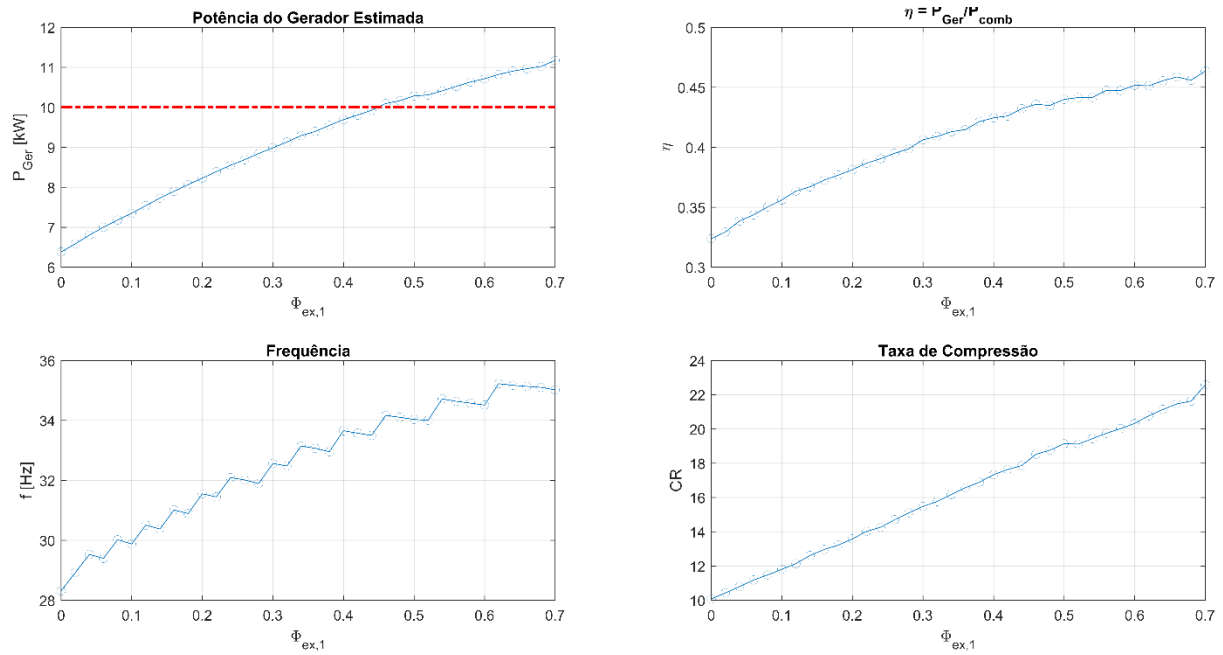 Potência do Gerador Estimada
12
11
10
9
8
7
6
P_Ger [kW]
0 0.1 0.2 0.3 0.4 0.5 0.6 0.7
Φ_ex,1
η = P_Ger/P_comb
0.5
0.45
0.4
0.35
0.3
η
0 0.1 0.2 0.3 0.4 0.5 0.6 0.7
Φ_ex,1
Frequência
36
34
32
30
28
f [Hz]
0 0.1 0.2 0.3 0.4 0.5 0.6 0.7
Φ_ex,1
Taxa de Compressão
24
22
20
18
16
14
12
10
CR
0 0.1 0.2 0.3 0.4 0.5 0.6 0.7
Φ_ex,1